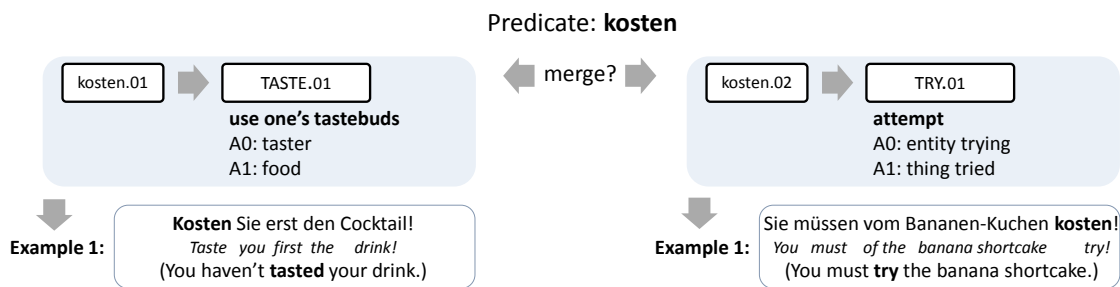 Predicate: kosten
kosten.01
TASTE.01
use one's tastebuds
A0: taster
A1: food
merge?
kosten.02
TRY.01
attempt
A0: entity trying
A1: thing tried
Example 1:
Kosten Sie erst den Cocktail!
Taste you first the drink!
(You haven't tasted your drink.)
Example 1:
Sie müssen vom Bananen-Kuchen kosten!
You must of the banana shortcake try!
(You must try the banana shortcake.)